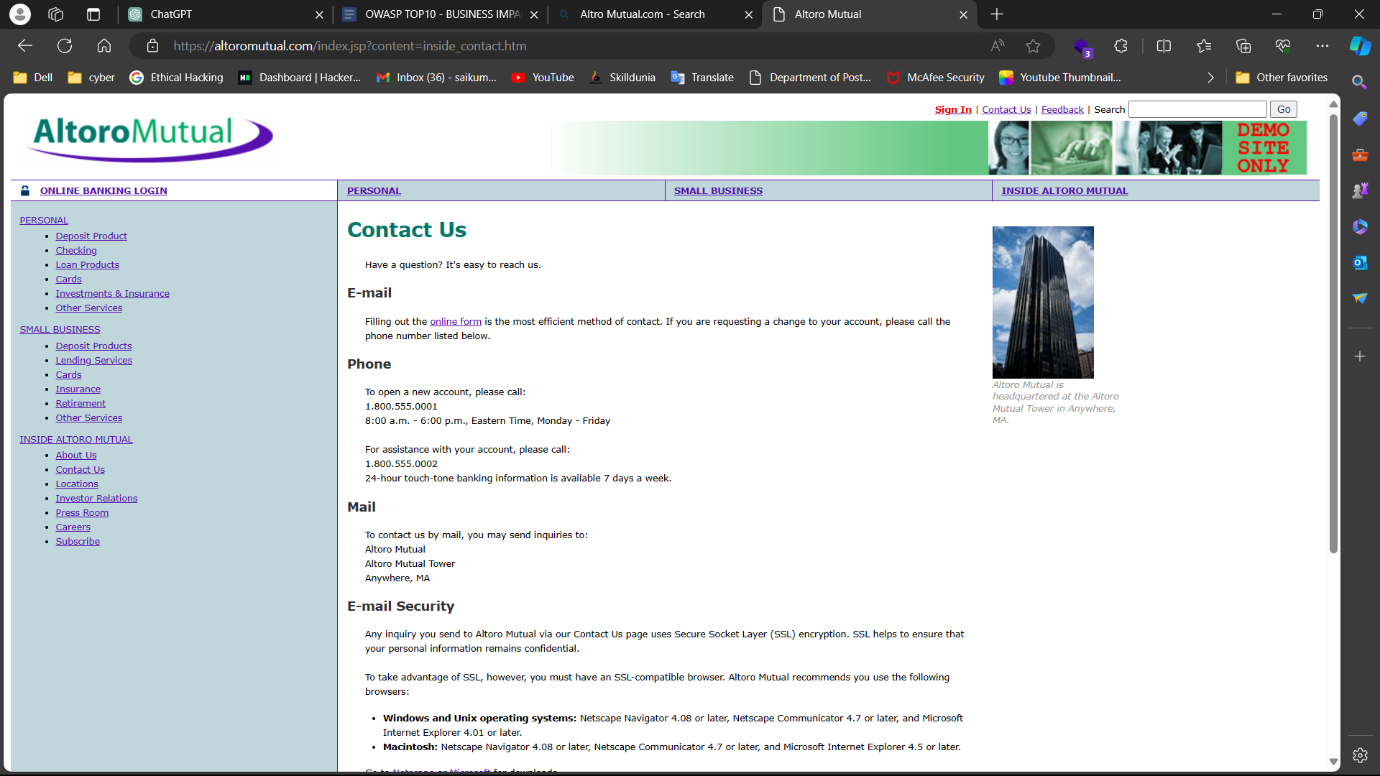 ChatGPT
OWASP TOP10 - BUSINESS IMPA
Altro Mutual.com - Search
Altoro Mutual
https://altoromutual.com/index.jsp?content=inside_contact.htm
3
Dell
cyber
Ethical Hacking
Dashboard | Hacker...
Inbox (36) - saikum...
YouTube
Skilldunia
Translate
Department of Post...
McAfee Security
Youtube Thumbnail...
Other favorites
AltoroMutual
Sign In | Contact Us | Feedback | Search
Go
DEMO
SITE
ONLY
ONLINE BANKING LOGIN
PERSONAL
SMALL BUSINESS
INSIDE ALTORO MUTUAL
PERSONAL
Deposit Product
Checking
Loan Products
Cards
Investments & Insurance
Other Services
SMALL BUSINESS
Deposit Products
Lending Services
Cards
Insurance
Retirement
Other Services
INSIDE ALTORO MUTUAL
About Us
Contact Us
Locations
Investor Relations
Press Room
Careers
Subscribe
Contact Us
Have a question? It's easy to reach us.
E-mail
Filling out the online form is the most efficient method of contact. If you are requesting a change to your account, please call the
phone number listed below.
Phone
To open a new account, please call:
1.800.555.0001
8:00 a.m. - 6:00 p.m., Eastern Time, Monday - Friday
For assistance with your account, please call:
1.800.555.0002
24-hour touch-tone banking information is available 7 days a week.
Mail
To contact us by mail, you may send inquiries to:
Altoro Mutual
Altoro Mutual Tower
Anywhere, MA
E-mail Security
Any inquiry you send to Altoro Mutual via our Contact Us page uses Secure Socket Layer (SSL) encryption. SSL helps to ensure that
your personal information remains confidential.
To take advantage of SSL, however, you must have an SSL-compatible browser. Altoro Mutual recommends you use the following
browsers:
Windows and Unix operating systems: Netscape Navigator 4.08 or later, Netscape Communicator 4.7 or later, and Microsoft
Internet Explorer 4.01 or later.
Macintosh: Netscape Navigator 4.08 or later, Netscape Communicator 4.7 or later, and Microsoft Internet Explorer 4.5 or later.
Go to Netscape or Microsoft for downloads
Altoro Mutual is
headquartered at the Altoro
Mutual Tower in Anywhere,
MA.